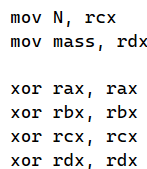 mov N, rcx
mov mass, rdx
xor rax, rax
xor rbx, rbx
xor rcx, rcx
xor rdx, rdx